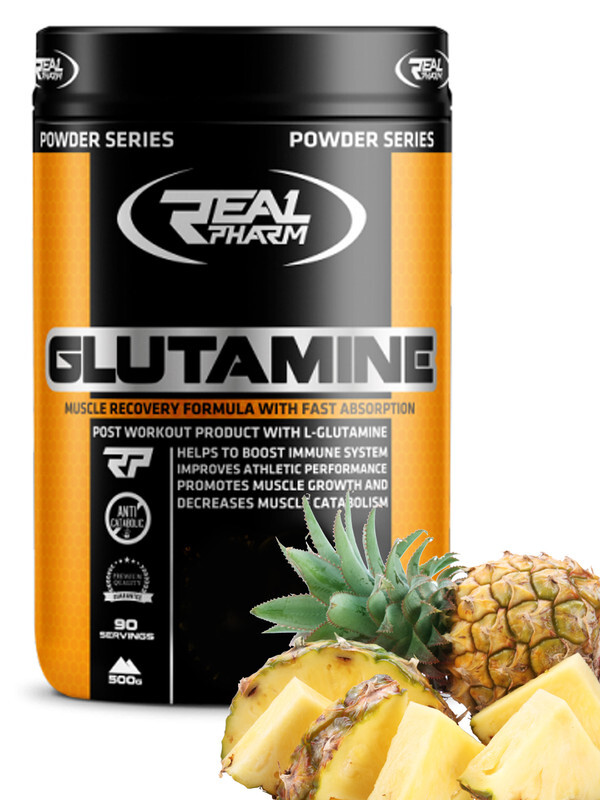 REAL PHARM
REAL PHARM
POWDER SERIES
POWDER SERIES
REAL
PHARM
GLUTAMINE
MUSCLE RECOVERY FORMULA WITH FAST ABSORPTION
POST WORKOUT PRODUCT WITH L-GLUTAMINE
HELPS TO BOOST IMMUNE SYSTEM
IMPROVES ATHLETIC PERFORMANCE
PROMOTES MUSCLE GROWTH AND
DECREASES MUSCLE CATABOLISM
RP
ANTI
CATABOLIC
PREMIUM
QUALITY
GUARANTEE
90
SERVINGS
500G